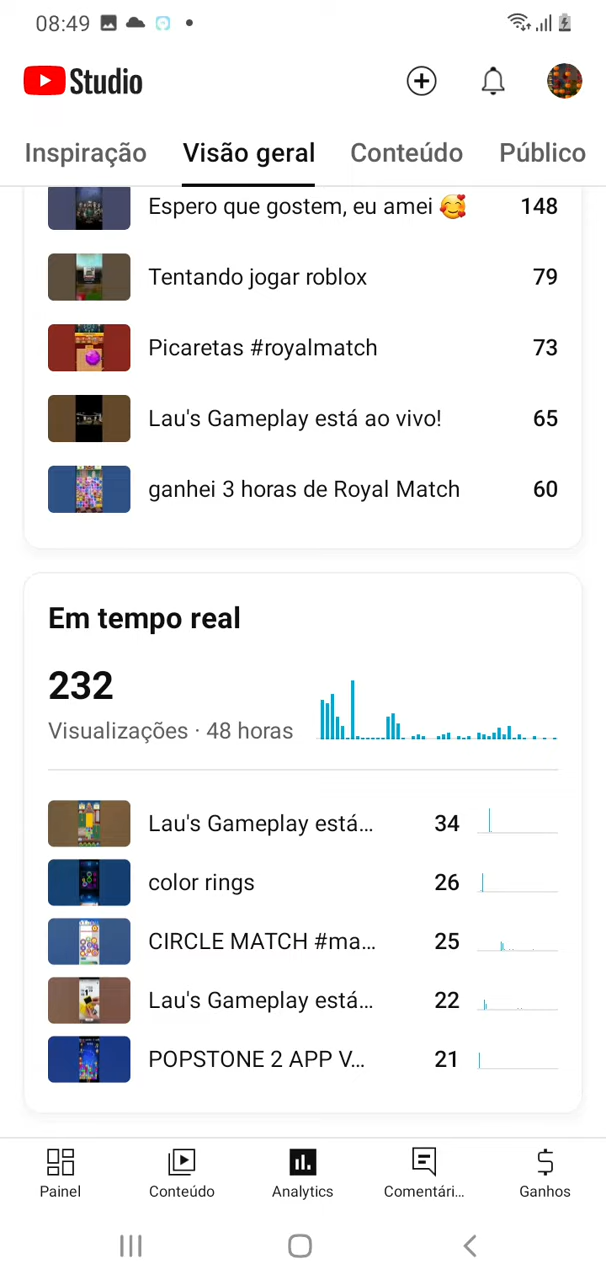 08:49
Studio
Inspiração Visão geral Conteúdo Público
Espero que gostem, eu amei 🥰 148
Tentando jogar roblox 79
Picaretas #royalmatch 73
Lau's Gameplay está ao vivo! 65
ganhei 3 horas de Royal Match 60
Em tempo real
232
Visualizações · 48 horas
Lau's Gameplay está... 34
color rings 26
CIRCLE MATCH #ma... 25
Lau's Gameplay está... 22
POPSTONE 2 APP V... 21
Painel Conteúdo Analytics Comentári... Ganhos